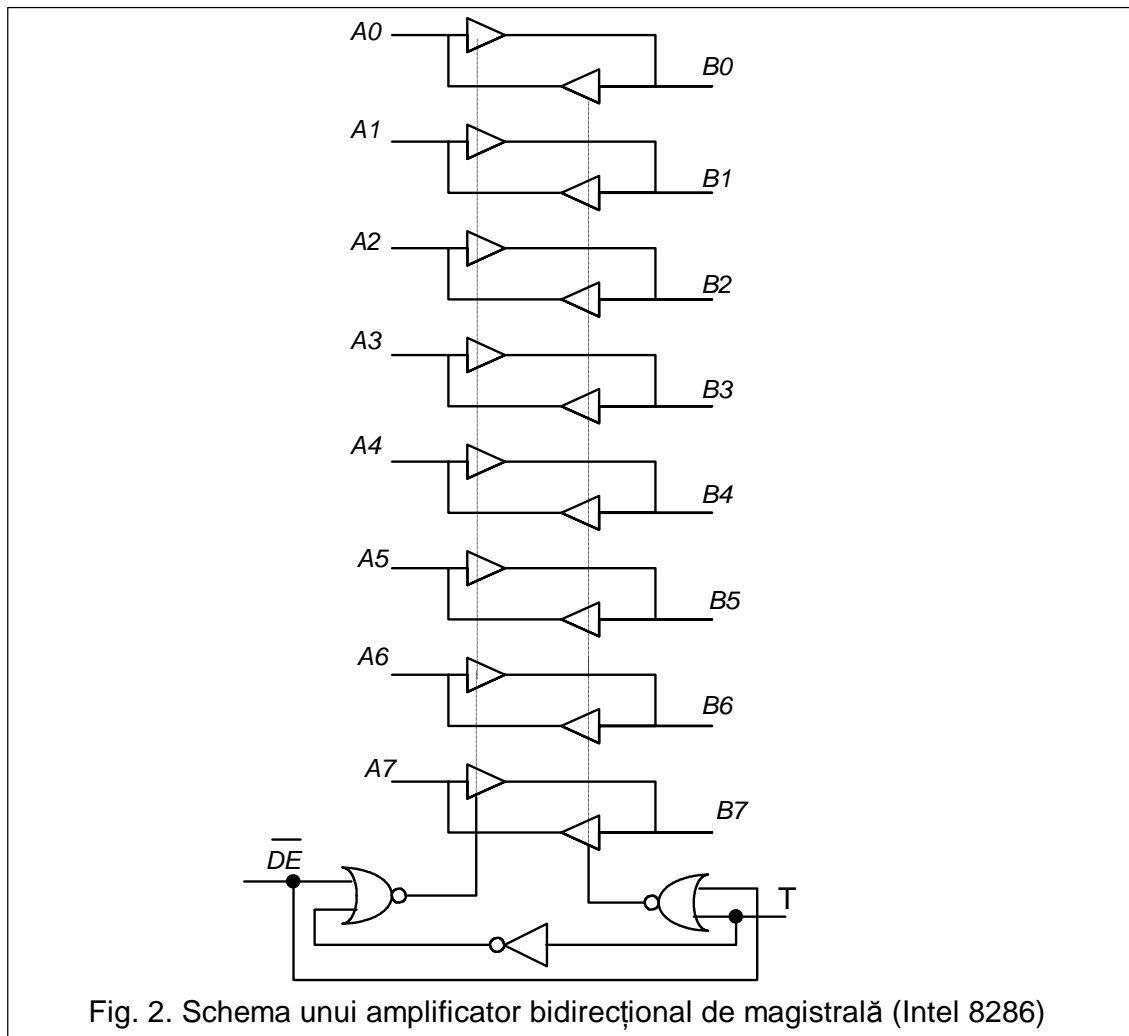 A0
B0
A1
B1
A2
B2
A3
B3
A4
B4
A5
B5
A6
B6
A7
B7
DE
T
Fig. 2. Schema unui amplificator bidirecțional de magistrală (Intel 8286)